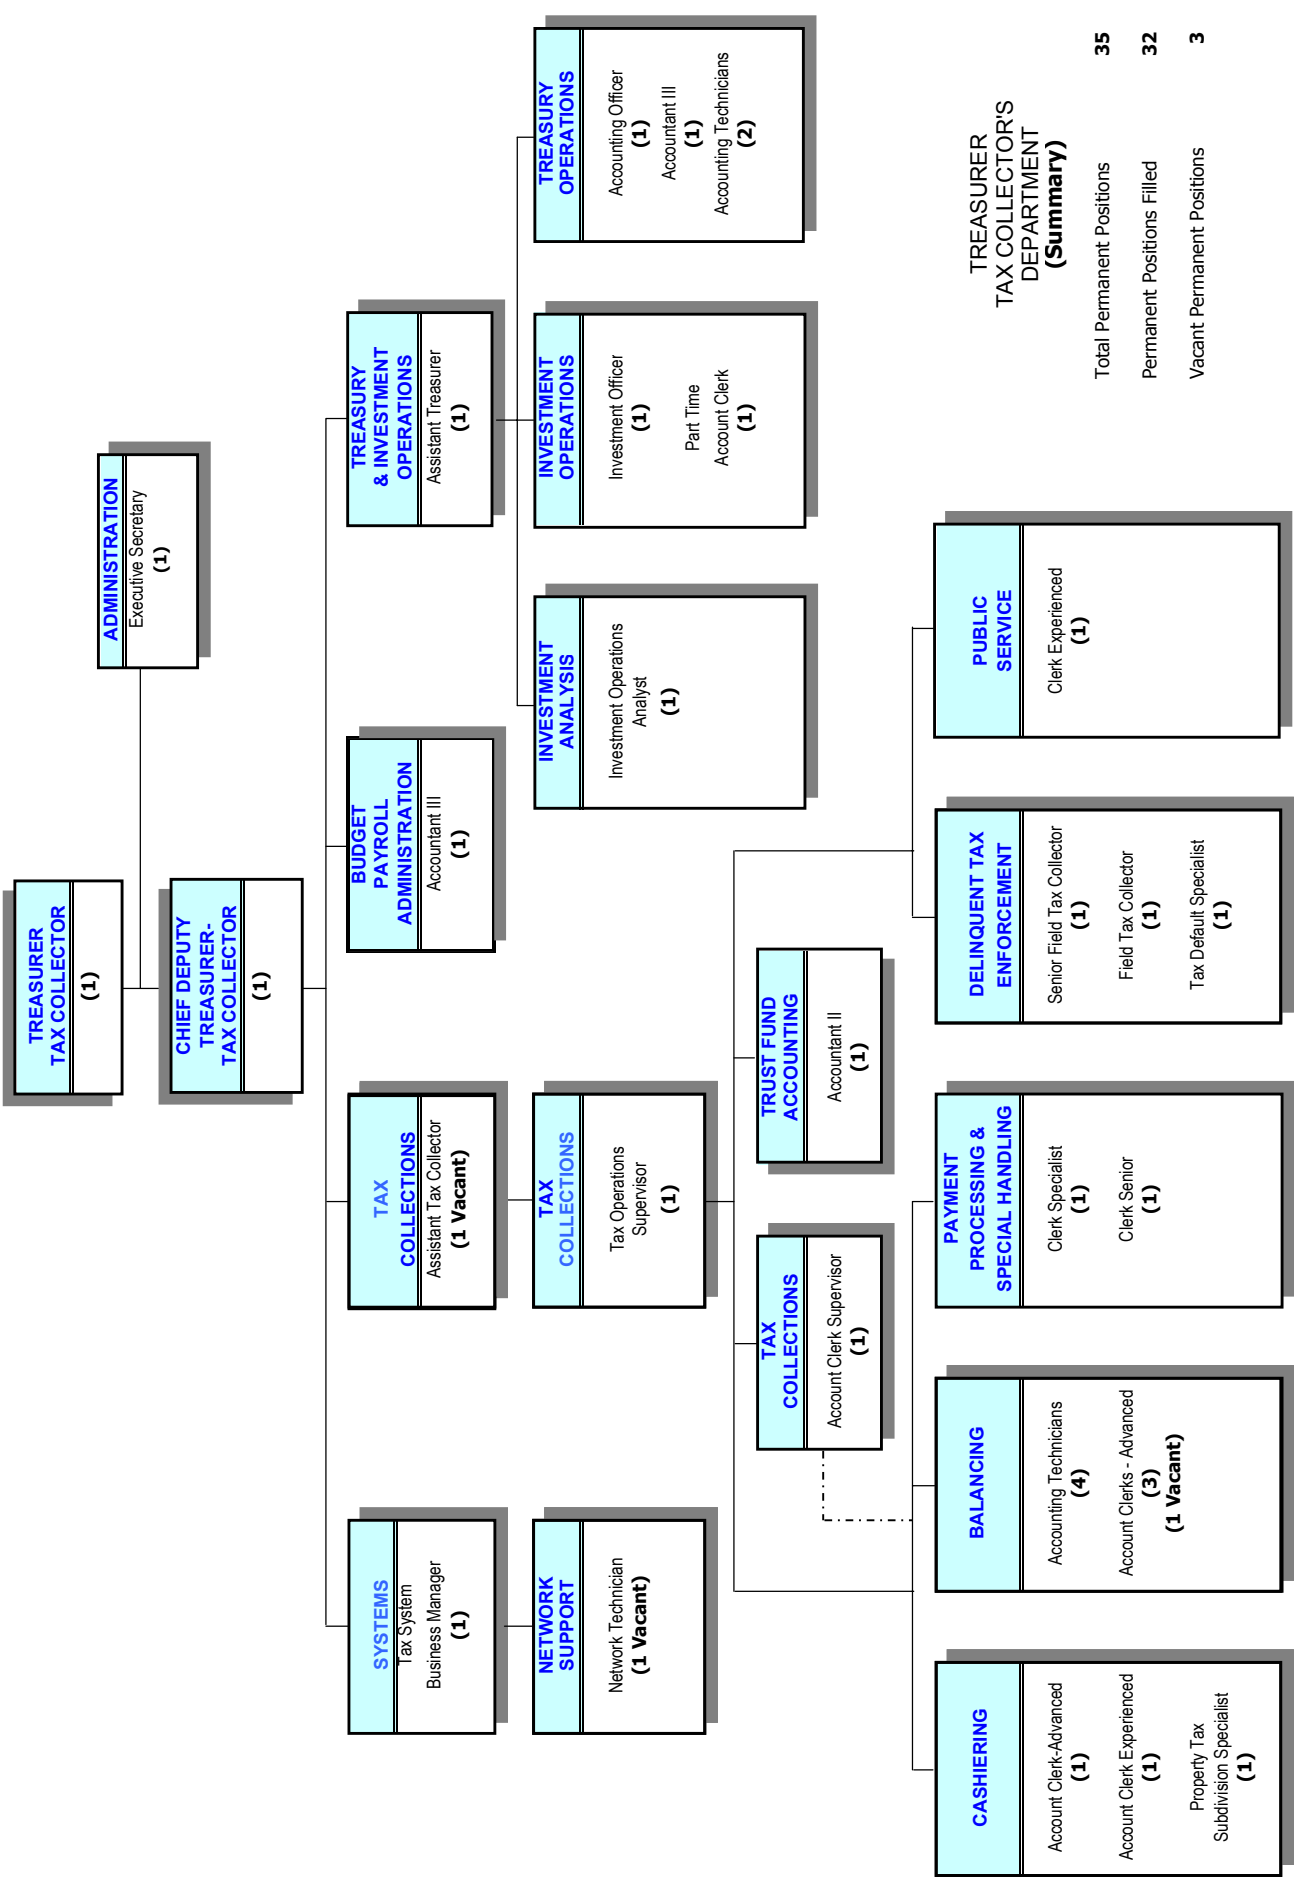 TREASURER
TAX COLLECTOR
(1)
ADMINISTRATION
Executive Secretary
(1)
CHIEF DEPUTY
TREASURER-
TAX COLLECTOR
(1)
SYSTEMS
Tax System
Business Manager
(1)
TAX
COLLECTIONS
Assistant Tax Collector
(1 Vacant)
BUDGET
PAYROLL
ADMINISTRATION
Accountant III
(1)
TREASURY
& INVESTMENT
OPERATIONS
Assistant Treasurer
(1)
NETWORK
SUPPORT
Network Technician
(1 Vacant)
TAX
COLLECTIONS
Tax Operations
Supervisor
(1)
INVESTMENT
ANALYSIS
Investment Operations
Analyst
(1)
INVESTMENT
OPERATIONS
Investment Officer
(1)
Part Time
Account Clerk
(1)
TREASURY
OPERATIONS
Accounting Officer
(1)
Accountant III
(1)
Accounting Technicians
(2)
TAX
COLLECTIONS
Account Clerk Supervisor
(1)
TRUST FUND
ACCOUNTING
Accountant II
(1)
CASHIERING
Account Clerk-Advanced
(1)
Account Clerk Experienced
(1)
Property Tax
Subdivision Specialist
(1)
BALANCING
Accounting Technicians
(4)
Account Clerks - Advanced
(3)
(1 Vacant)
PAYMENT
PROCESSING &
SPECIAL HANDLING
Clerk Specialist
(1)
Clerk Senior
(1)
DELINQUENT TAX
ENFORCEMENT
Senior Field Tax Collector
(1)
Field Tax Collector
(1)
Tax Default Specialist
(1)
PUBLIC
SERVICE
Clerk Experienced
(1)
TREASURER
TAX COLLECTOR'S
DEPARTMENT
(Summary)
Total Permanent Positions 35
Permanent Positions Filled 32
Vacant Permanent Positions 3